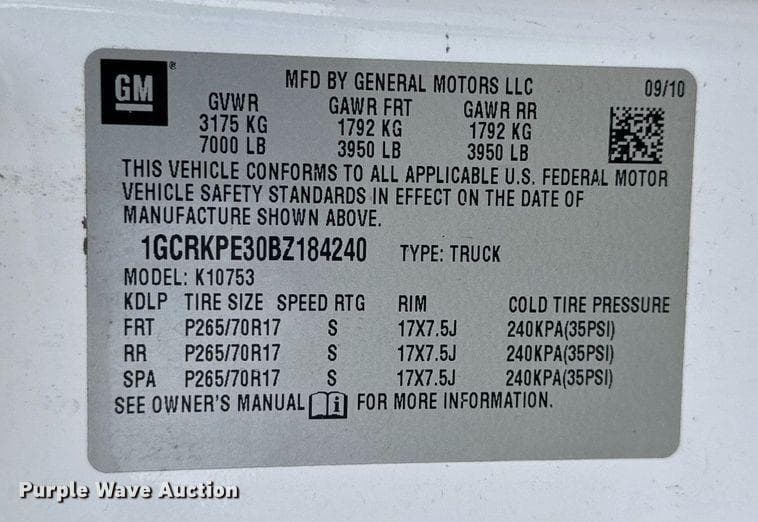 GM ®
MFD BY GENERAL MOTORS LLC 09/10
GVWR GAWR FRT GAWR RR
3175 KG 1792 KG 1792 KG
7000 LB 3950 LB 3950 LB
THIS VEHICLE CONFORMS TO ALL APPLICABLE U.S. FEDERAL MOTOR
VEHICLE SAFETY STANDARDS IN EFFECT ON THE DATE OF
MANUFACTURE SHOWN ABOVE.
1GCRKPE30BZ184240 TYPE: TRUCK
MODEL: K10753
KDLP TIRE SIZE SPEED RTG RIM COLD TIRE PRESSURE
FRT P265/70R17 S 17X7.5J 240KPA(35PSI)
RR P265/70R17 S 17X7.5J 240KPA(35PSI)
SPA P265/70R17 S 17X7.5J 240KPA(35PSI)
SEE OWNER'S MANUAL i FOR MORE INFORMATION.
Purple Wave Auction